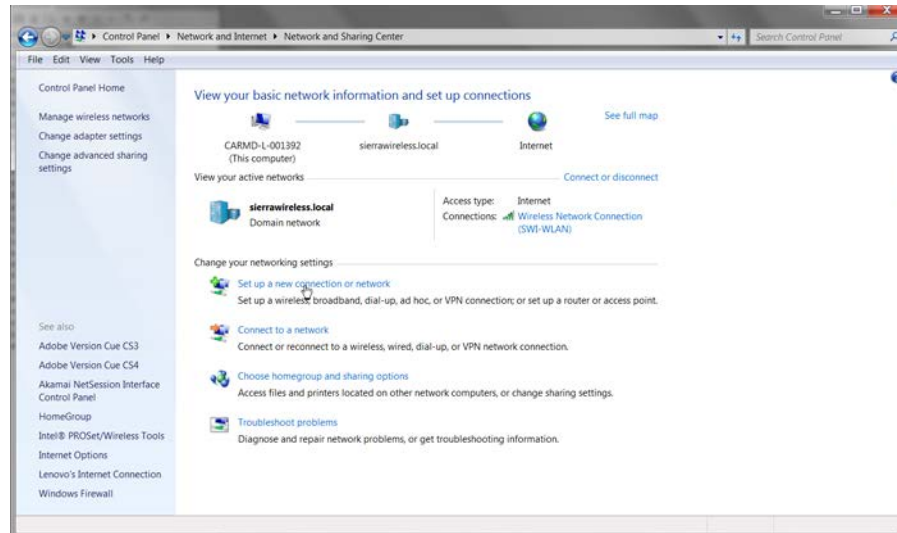 Control Panel ▸ Network and Internet ▸ Network and Sharing Center
Search Control Panel
File Edit View Tools Help
Control Panel Home
Manage wireless networks
Change adapter settings
Change advanced sharing
settings
See also
Adobe Version Cue CS3
Adobe Version Cue CS4
Akamai NetSession Interface
Control Panel
HomeGroup
Intel® PROSet/Wireless Tools
Internet Options
Lenovo's Internet Connection
Windows Firewall
View your basic network information and set up connections
See full map
CARMD-L-001392
(This computer)
sierrawireless.local
Internet
View your active networks
Connect or disconnect
sierrawireless.local
Domain network
Access type: Internet
Connections: Wireless Network Connection
(SWI-WLAN)
Change your networking settings
Set up a new connection or network
Set up a wireless, broadband, dial-up, ad hoc, or VPN connection; or set up a router or access point.
Connect to a network
Connect or reconnect to a wireless, wired, dial-up, or VPN network connection.
Choose homegroup and sharing options
Access files and printers located on other network computers, or change sharing settings.
Troubleshoot problems
Diagnose and repair network problems, or get troubleshooting information.